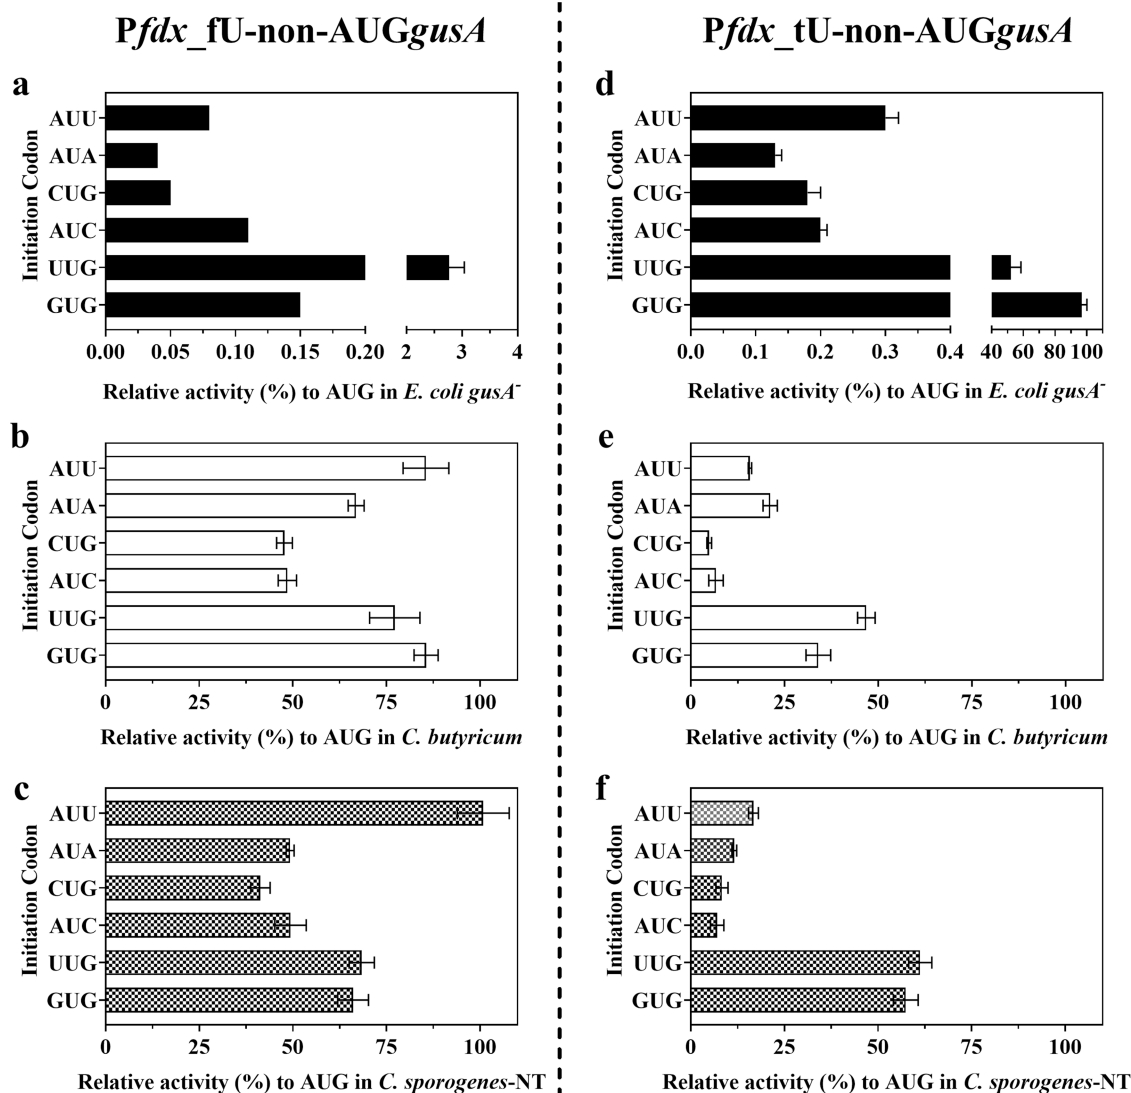 Pfdx_fU-non-AUGgusA
a
Initiation Codon
AUU
AUA
CUG
AUC
UUG
GUG
0.00 0.05 0.10 0.15 0.20 2 3 4
Relative activity (%) to AUG in E. coli gusA-
b
Initiation Codon
AUU
AUA
CUG
AUC
UUG
GUG
0 25 50 75 100
Relative activity (%) to AUG in C. butyricum
c
Initiation Codon
AUU
AUA
CUG
AUC
UUG
GUG
0 25 50 75 100
Relative activity (%) to AUG in C. sporogenes-NT
Pfdx_tU-non-AUGgusA
d
Initiation Codon
AUU
AUA
CUG
AUC
UUG
GUG
0.0 0.1 0.2 0.3 0.4 40 60 80 100
Relative activity (%) to AUG in E. coli gusA-
e
Initiation Codon
AUU
AUA
CUG
AUC
UUG
GUG
0 25 50 75 100
Relative activity (%) to AUG in C. butyricum
f
Initiation Codon
AUU
AUA
CUG
AUC
UUG
GUG
0 25 50 75 100
Relative activity (%) to AUG in C. sporogenes-NT